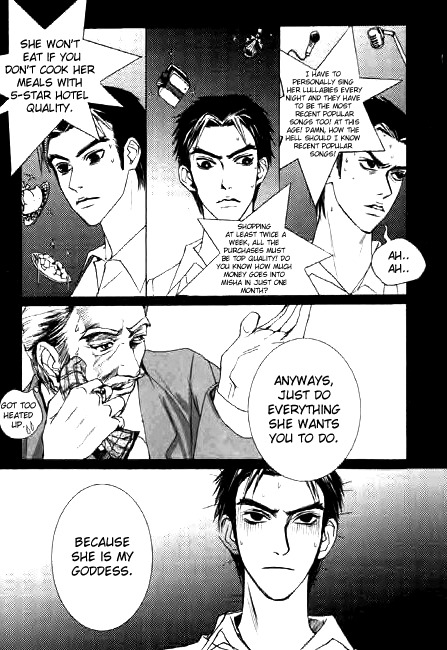 SHE WON'T
EAT IF YOU
DON'T COOK HER
MEALS WITH
5-STAR HOTEL
QUALITY.
SHOPPING
AT LEAST TWICE A
WEEK, ALL THE
PURCHASES MUST
BE TOP QUALITY! DO
YOU KNOW HOW MUCH
MONEY GOES INTO
MISHA IN JUST ONE
MONTH?
I HAVE TO
PERSONALLY SING
HER LULLABIES EVERY
NIGHT AND THEY HAVE
TO BE THE MOST
RECENT POPULAR
SONGS TOO! AT THIS
AGE! DAMN, HOW THE
HELL SHOULD I KNOW
RECENT POPULAR
SONGS!
AH..
AH..
GOT TOO
HEATED
UP.
ANYWAYS,
JUST DO
EVERYTHING
SHE WANTS
YOU TO DO.
BECAUSE
SHE IS MY
GODDESS.